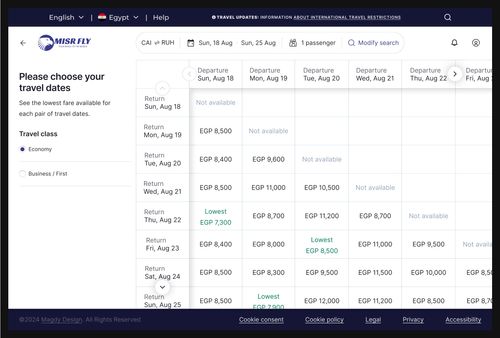 English | Egypt | Help
TRAVEL UPDATES: INFORMATION ABOUT INTERNATIONAL TRAVEL RESTRICTIONS
MISR FLY
CAI ⇌ RUH Sun, 18 Aug Sun, 25 Aug 1 passenger Modify search
Please choose your
travel dates
See the lowest fare available for
each pair of travel dates.
Travel class
Economy
Business / First
Departure Departure Departure Departure Departure Departure
Sun, Aug 18 Mon, Aug 19 Tue, Aug 20 Wed, Aug 21 Thu, Aug 22 Fri, Aug 2
Return
Sun, Aug 18 Not available
Return
Mon, Aug 19 EGP 8,500 Not available
Return
Tue, Aug 20 EGP 8,400 EGP 9,600 Not available
Return
Wed, Aug 21 EGP 8,500 EGP 11,000 EGP 10,500 Not available
Return Lowest
Thu, Aug 22 EGP 7,300 EGP 8,700 EGP 11,200 EGP 8,700 Not available
Return Lowest
Fri, Aug 23 EGP 8,400 EGP 8,000 EGP 8,500 EGP 11,000 EGP 9,500 Not availa
Return
Sat, Aug 24 EGP 8,500 EGP 8,300 EGP 9,500 EGP 11,500 EGP 10,000 EGP 8,5
Return Lowest
Sun, Aug 25 EGP 8,500 EGP 7,900 EGP 12,000 EGP 11,200 EGP 8,500 EGP 8,7
©2024 Magdy Design. All Rights Reserved Cookie consent Cookie policy Legal Privacy Accessibility